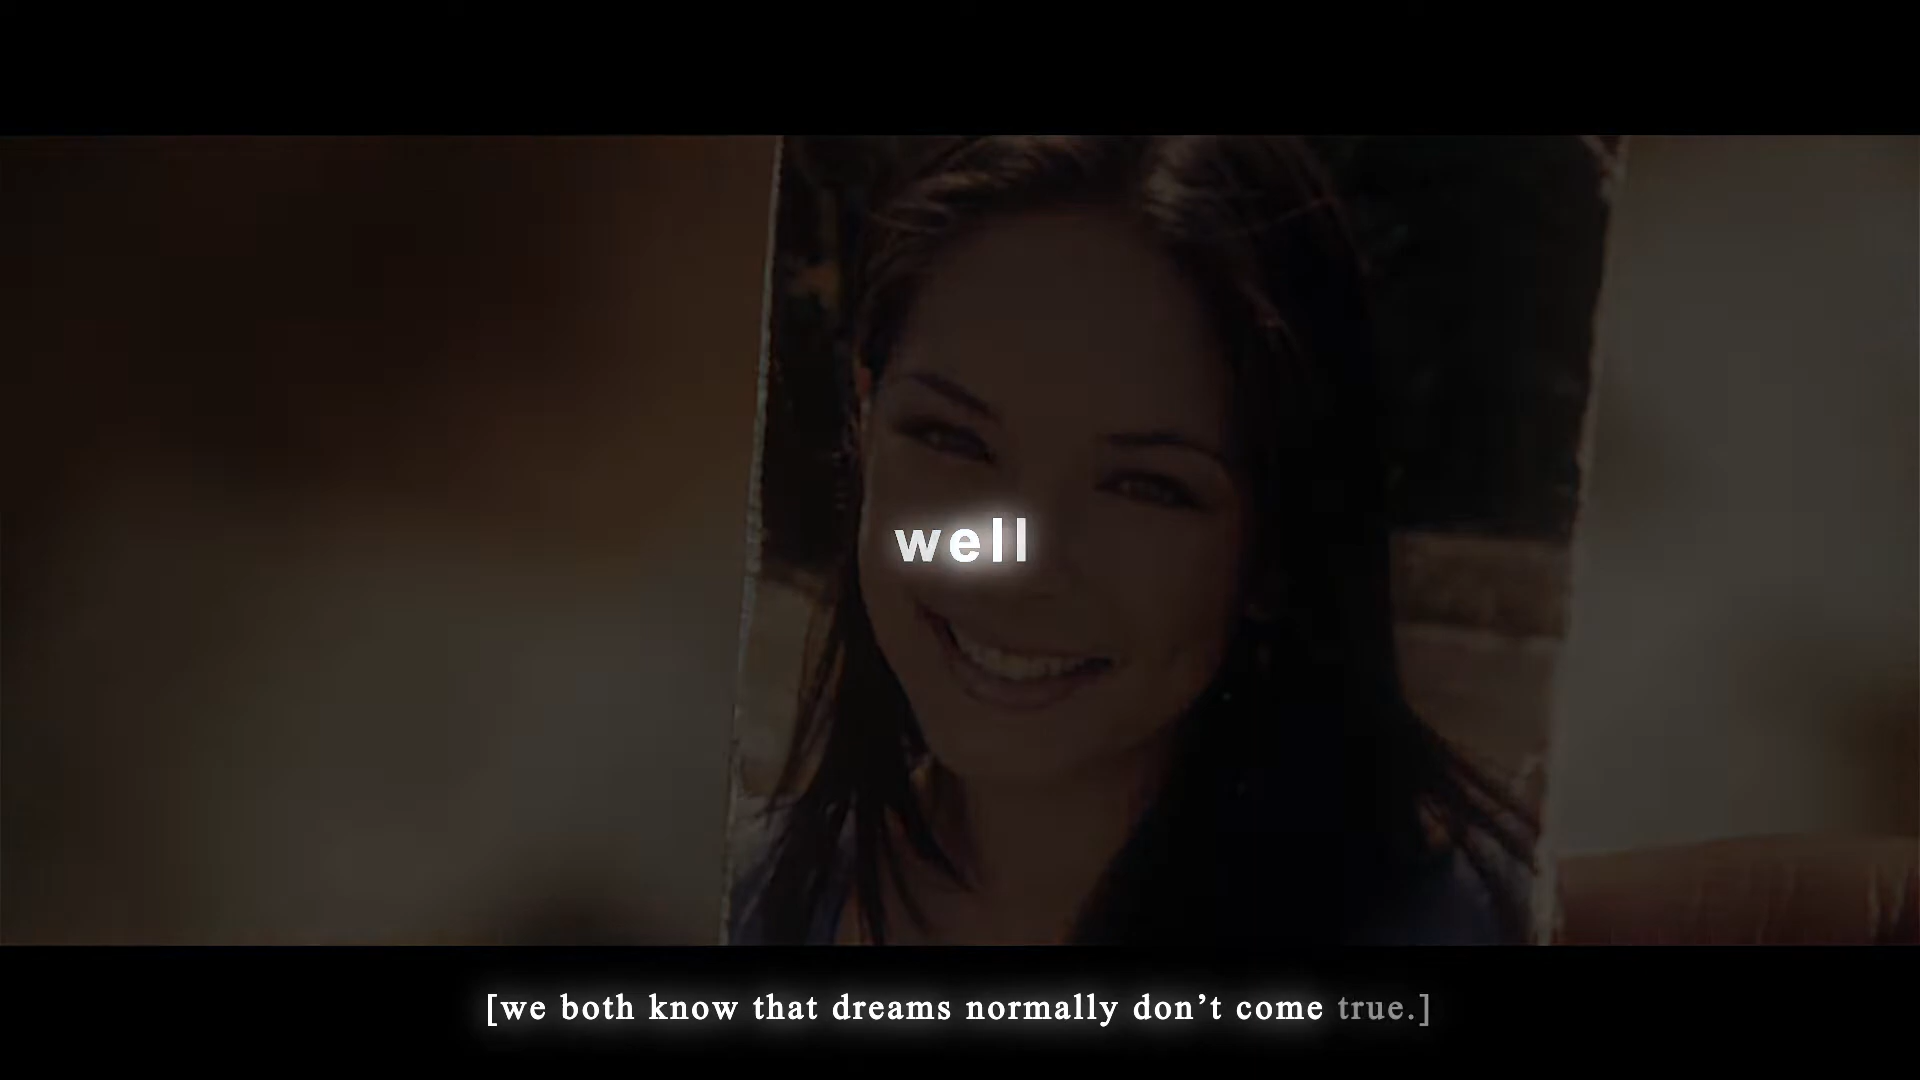 well
[we both know that dreams normally don’t come true.]